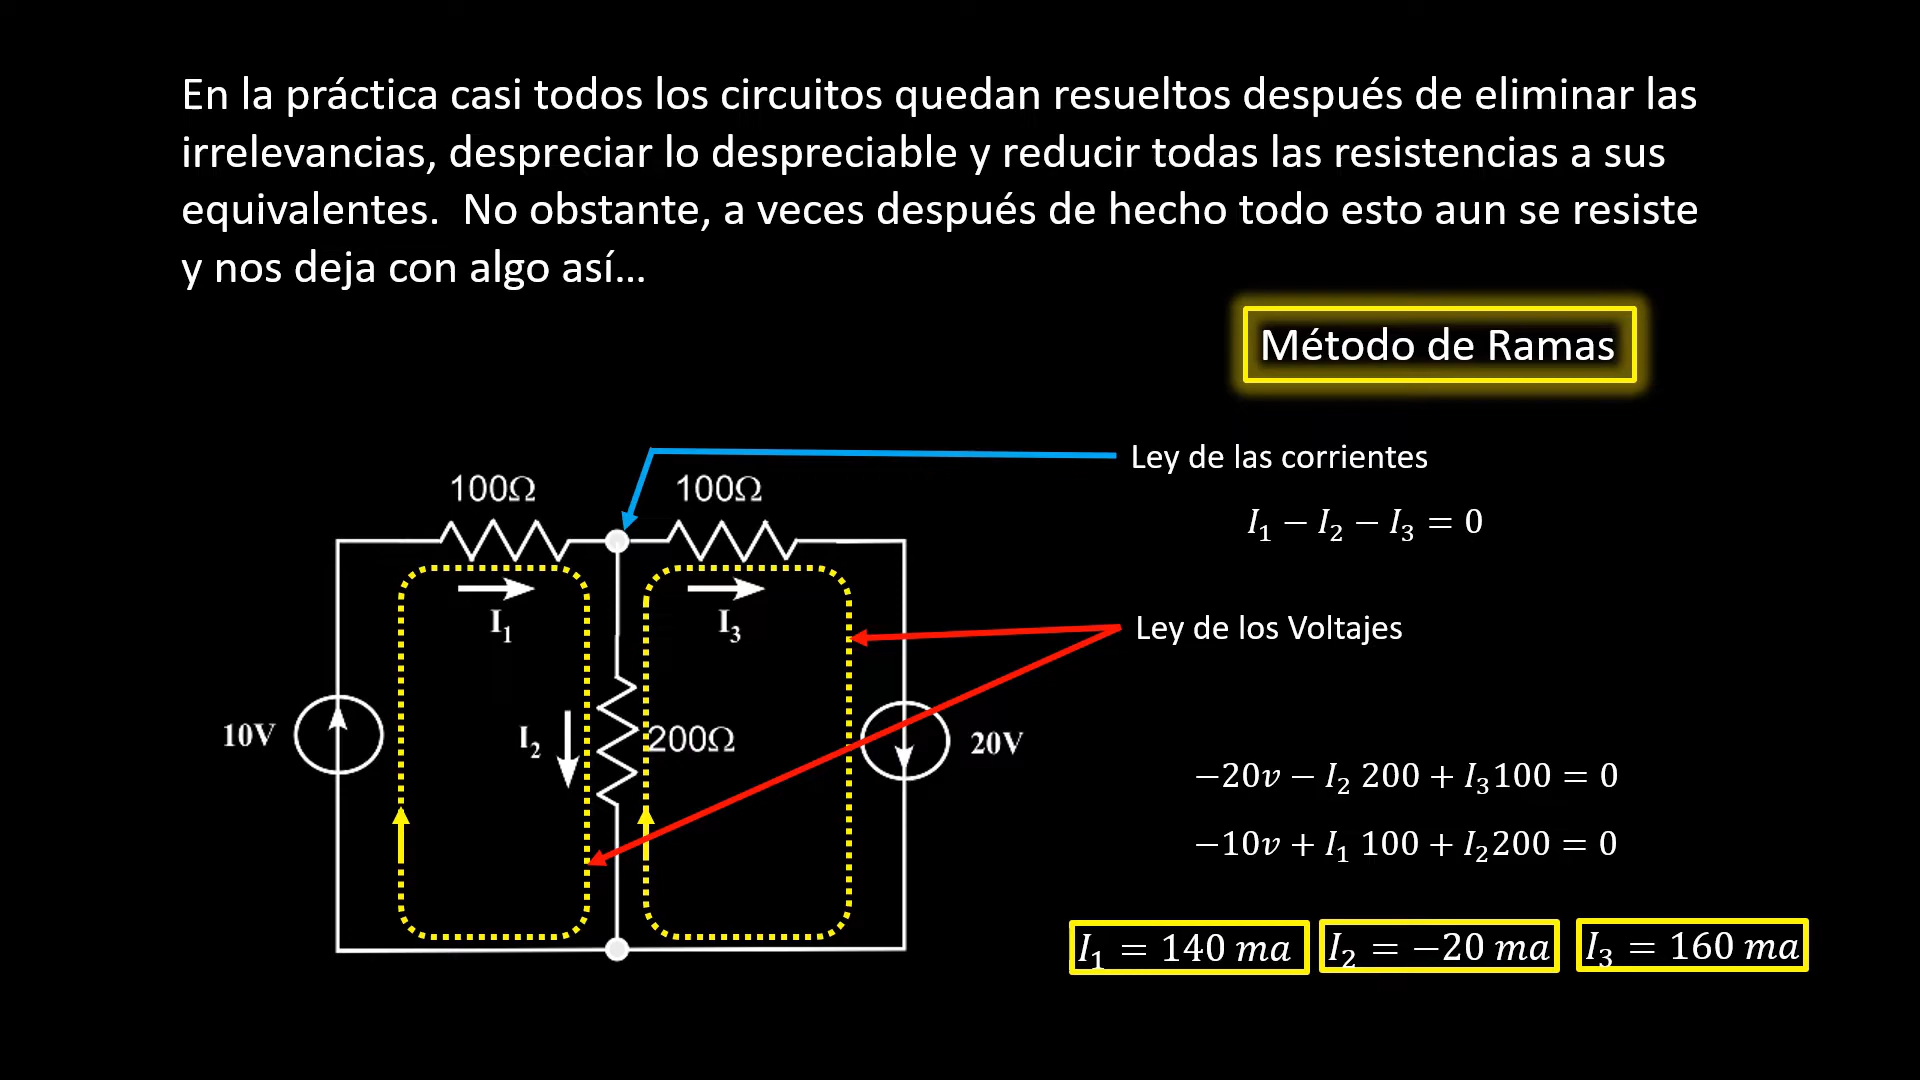 En la práctica casi todos los circuitos quedan resueltos después de eliminar las
irrelevancias, despreciar lo despreciable y reducir todas las resistencias a sus
equivalentes.  No obstante, a veces después de hecho todo esto aun se resiste
y nos deja con algo así...
Método de Ramas
Ley de las corrientes
I₁ − I₂ − I₃ = 0
Ley de los Voltajes
−20v − I₂ 200 + I₃100 = 0
−10v + I₁ 100 + I₂200 = 0
I₁ = 140 ma
I₂ = −20 ma
I₃ = 160 ma
100Ω
100Ω
I₁
I₃
10V
I₂
200Ω
20V